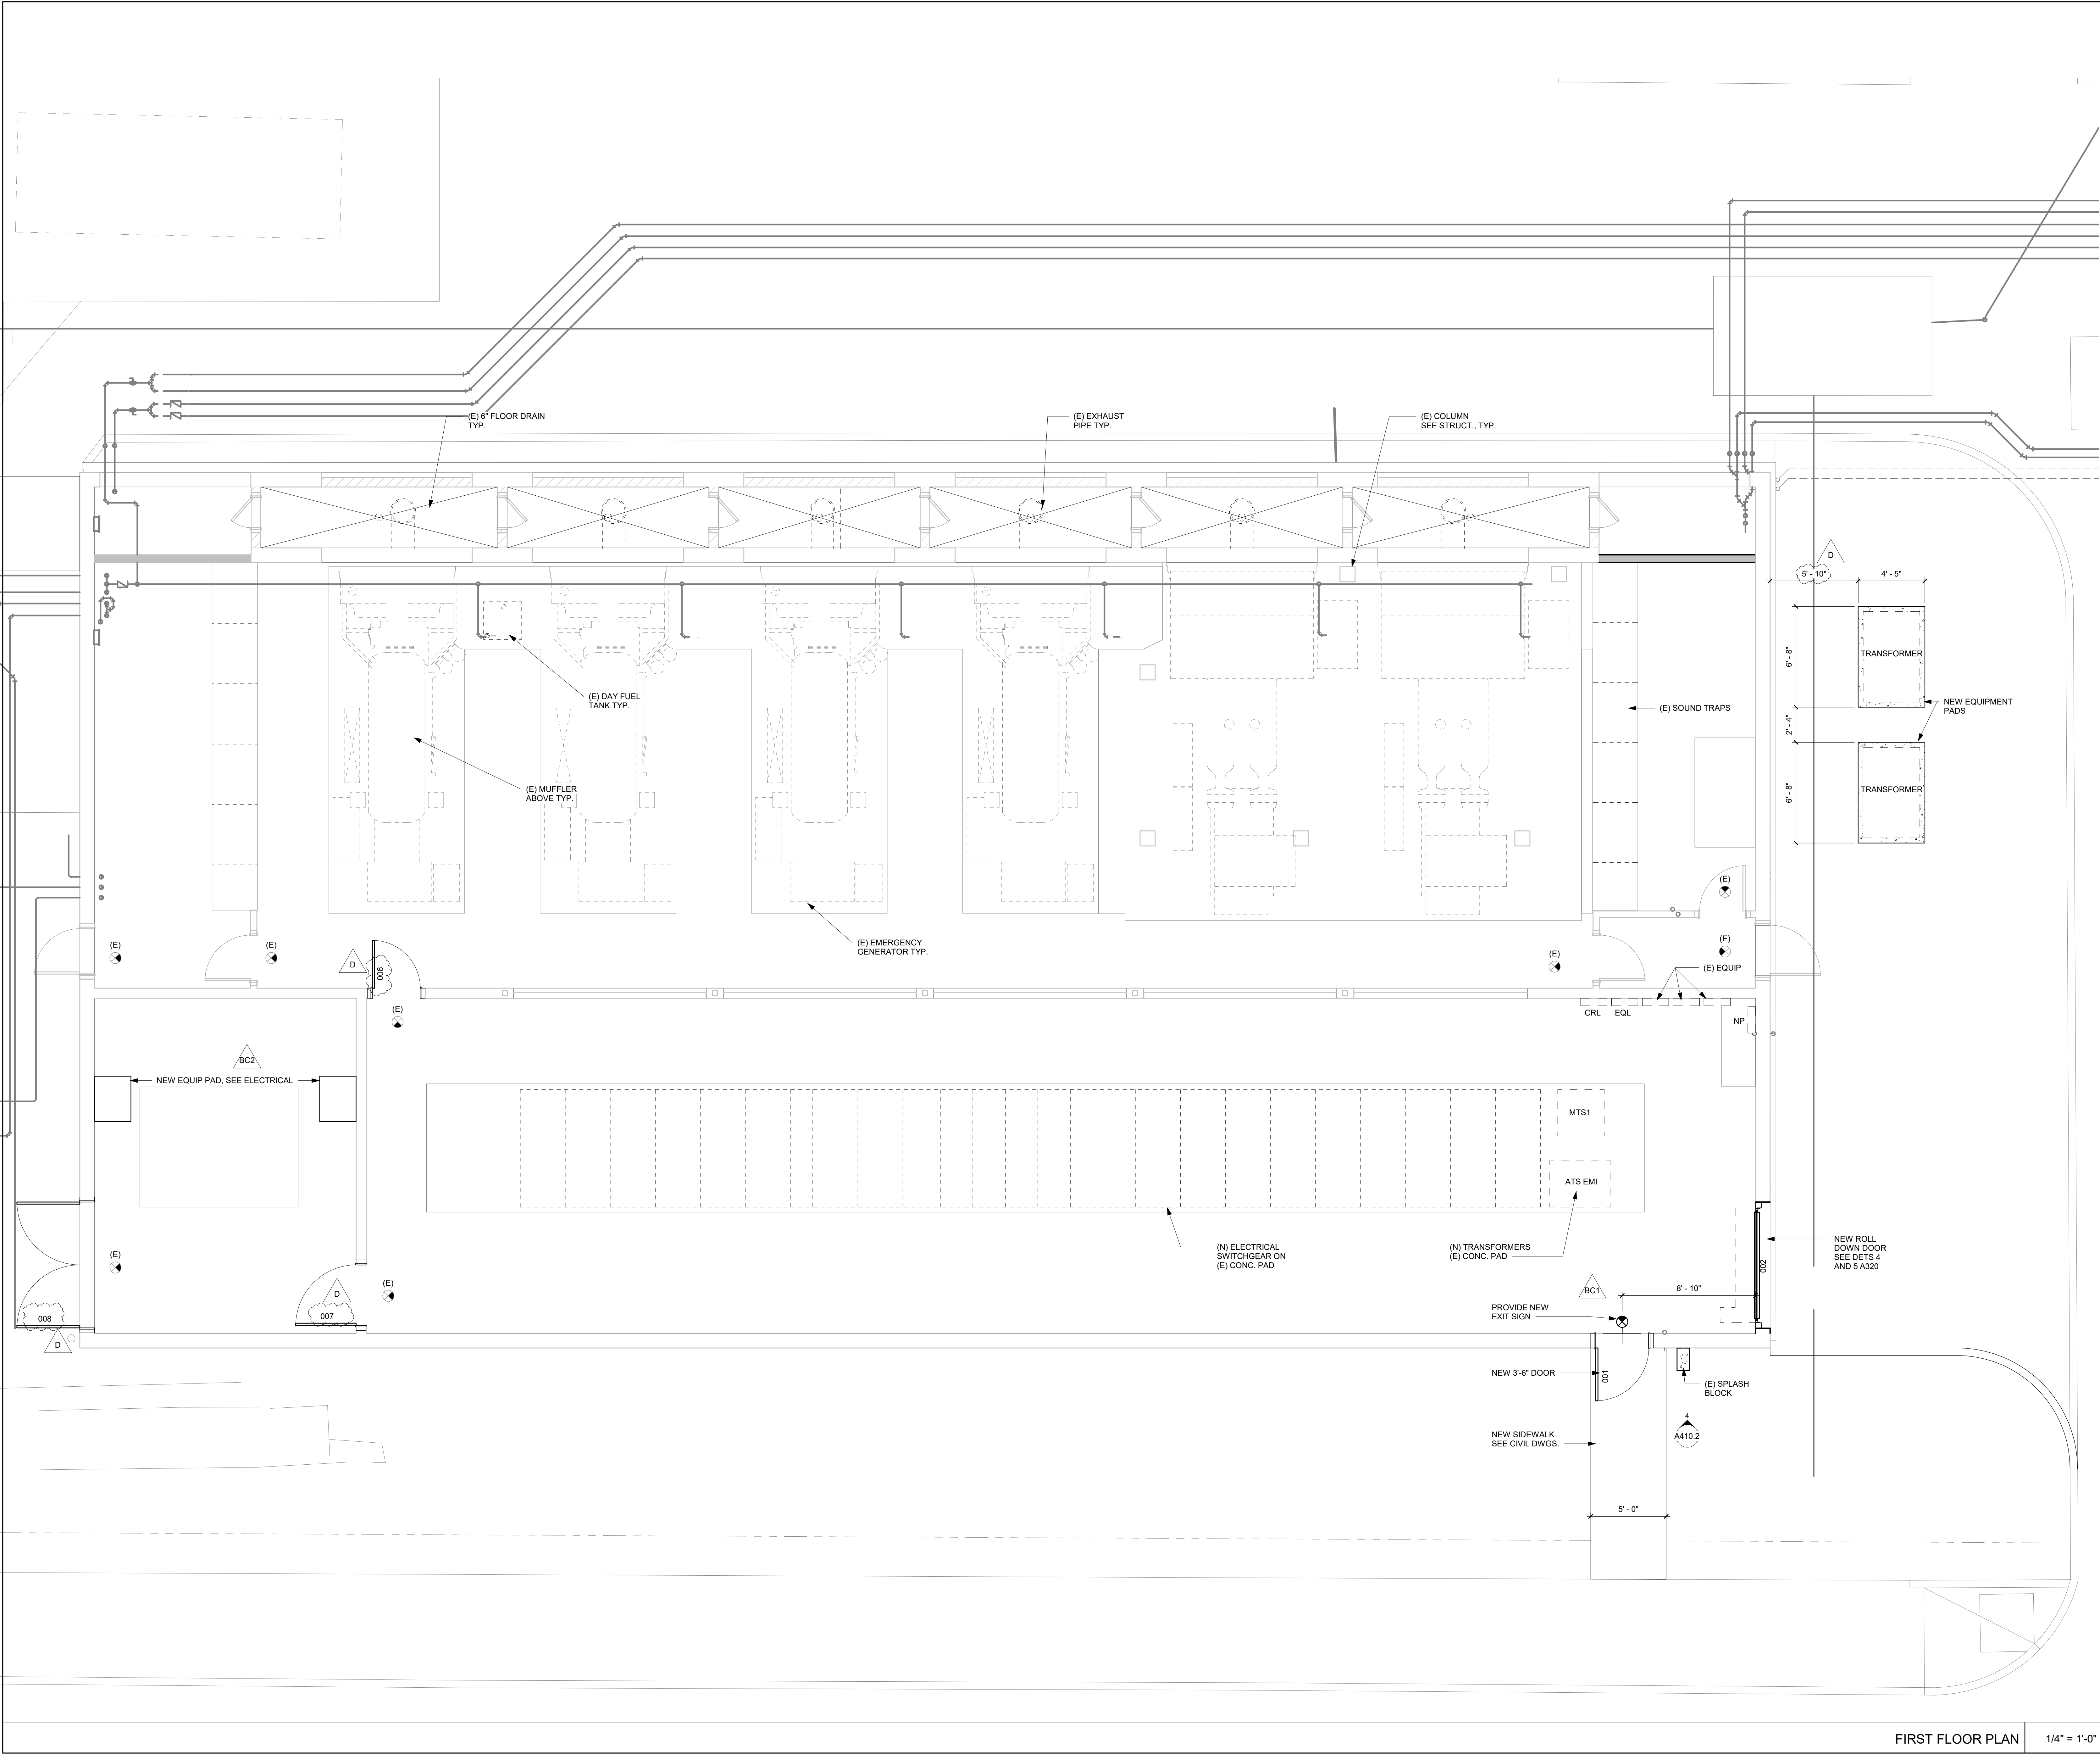 (E) 6" FLOOR DRAIN
TYP.
(E) EXHAUST
PIPE TYP.
(E) COLUMN
SEE STRUCT., TYP.
D
5' - 10"
4' - 5"
6' - 8"
TRANSFORMER
(E) DAY FUEL
TANK TYP.
(E) SOUND TRAPS
NEW EQUIPMENT
PADS
2' - 4"
(E) MUFFLER
ABOVE TYP.
6' - 8"
TRANSFORMER
(E)
(E)
(E)
(E)
(E) EMERGENCY
GENERATOR TYP.
(E)
D
006
(E) EQUIP
(E)
CRL
EQL
NP
BC2
NEW EQUIP PAD, SEE ELECTRICAL
MTS1
ATS EMI
(N) ELECTRICAL
SWITCHGEAR ON
(E) CONC. PAD
(N) TRANSFORMERS
(E) CONC. PAD
NEW ROLL
DOWN DOOR
SEE DETS 4
AND 5 A320
002
(E)
(E)
D
007
008
D
BC1
8' - 10"
PROVIDE NEW
EXIT SIGN
NEW 3'-6" DOOR
001
(E) SPLASH
BLOCK
4
A410.2
NEW SIDEWALK
SEE CIVIL DWGS.
5' - 0"
FIRST FLOOR PLAN
1/4" = 1'-0"